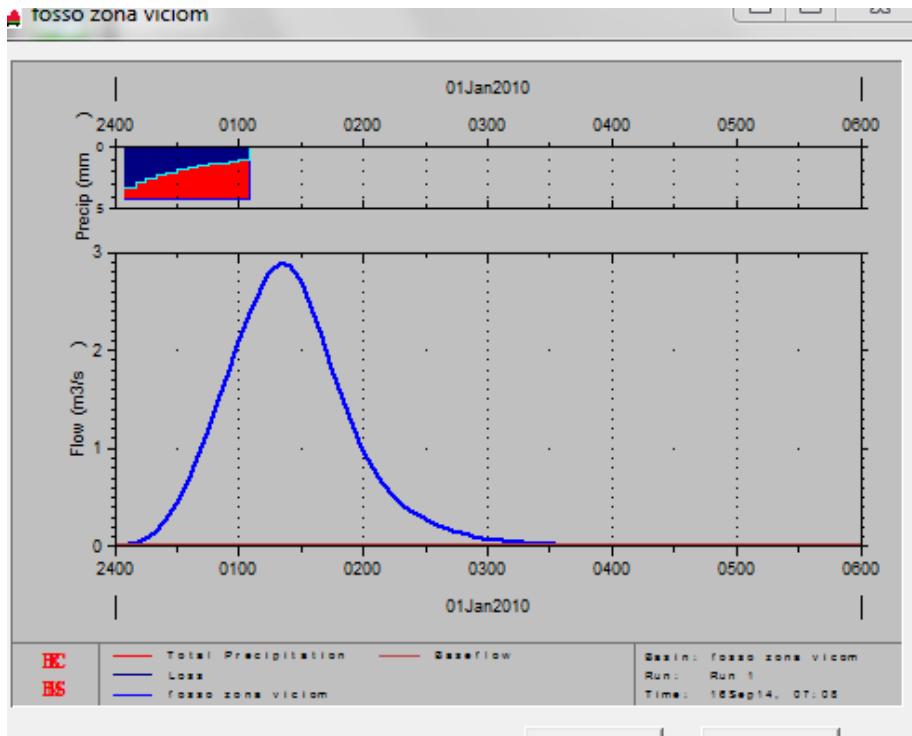 fosso zona viciom
01Jan2010
2400 0100 0200 0300 0400 0500 0600
Precip (mm)
0
5
Flow (m3/s)
3
2
1
0
2400 0100 0200 0300 0400 0500 0600
01Jan2010
HEC
HMS
Total Precipitation Baseflow
Loss
fosso zona viciom
Basin: fosso zona vicom
Run: Run 1
Time: 16Sep14, 07:08